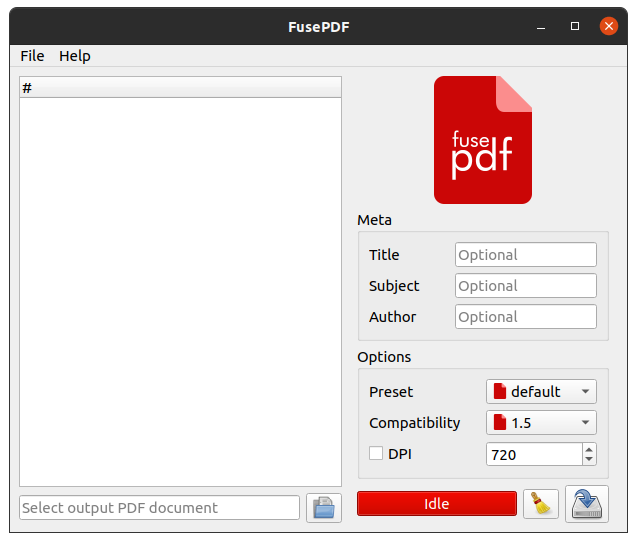 FusePDF
File Help
#
fuse
pdf
Meta
Title Optional
Subject Optional
Author Optional
Options
Preset default
Compatibility 1.5
DPI 720
Select output PDF document
Idle